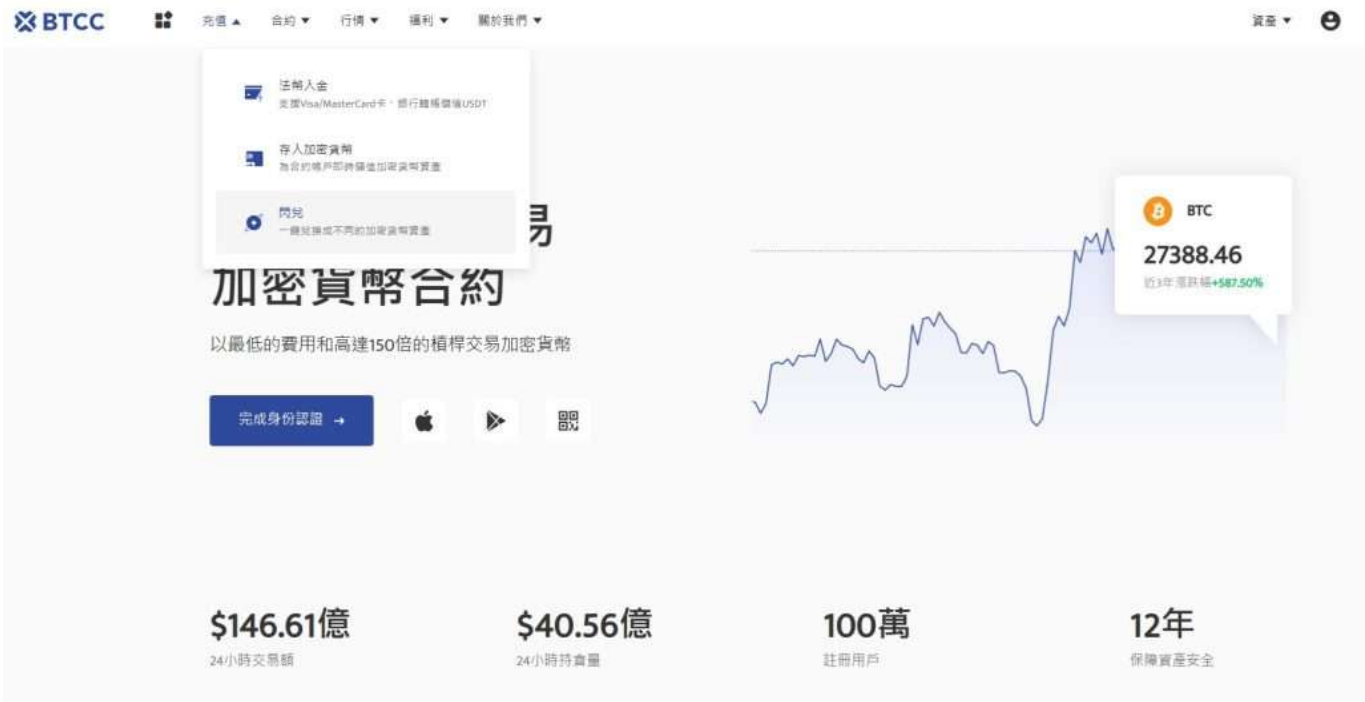 BTCC
充值 ▲ 合約 ▼ 行情 ▼ 福利 ▼ 關於我們 ▼ 資產 ▼
法幣入金
支援Visa/MasterCard卡、銀行轉帳儲值USDT
存入加密貨幣
為合約帳戶即時儲值加密貨幣資產
閃兌
一鍵兌換成不同的加密貨幣資產
易
加密貨幣合約
以最低的費用和高達150倍的槓桿交易加密貨幣
完成身份認證 →
BTC
27388.46
近3年漲跌幅+587.50%
$146.61億 $40.56億 100萬 12年
24小時交易額 24小時持倉量 註冊用戶 保障資產安全